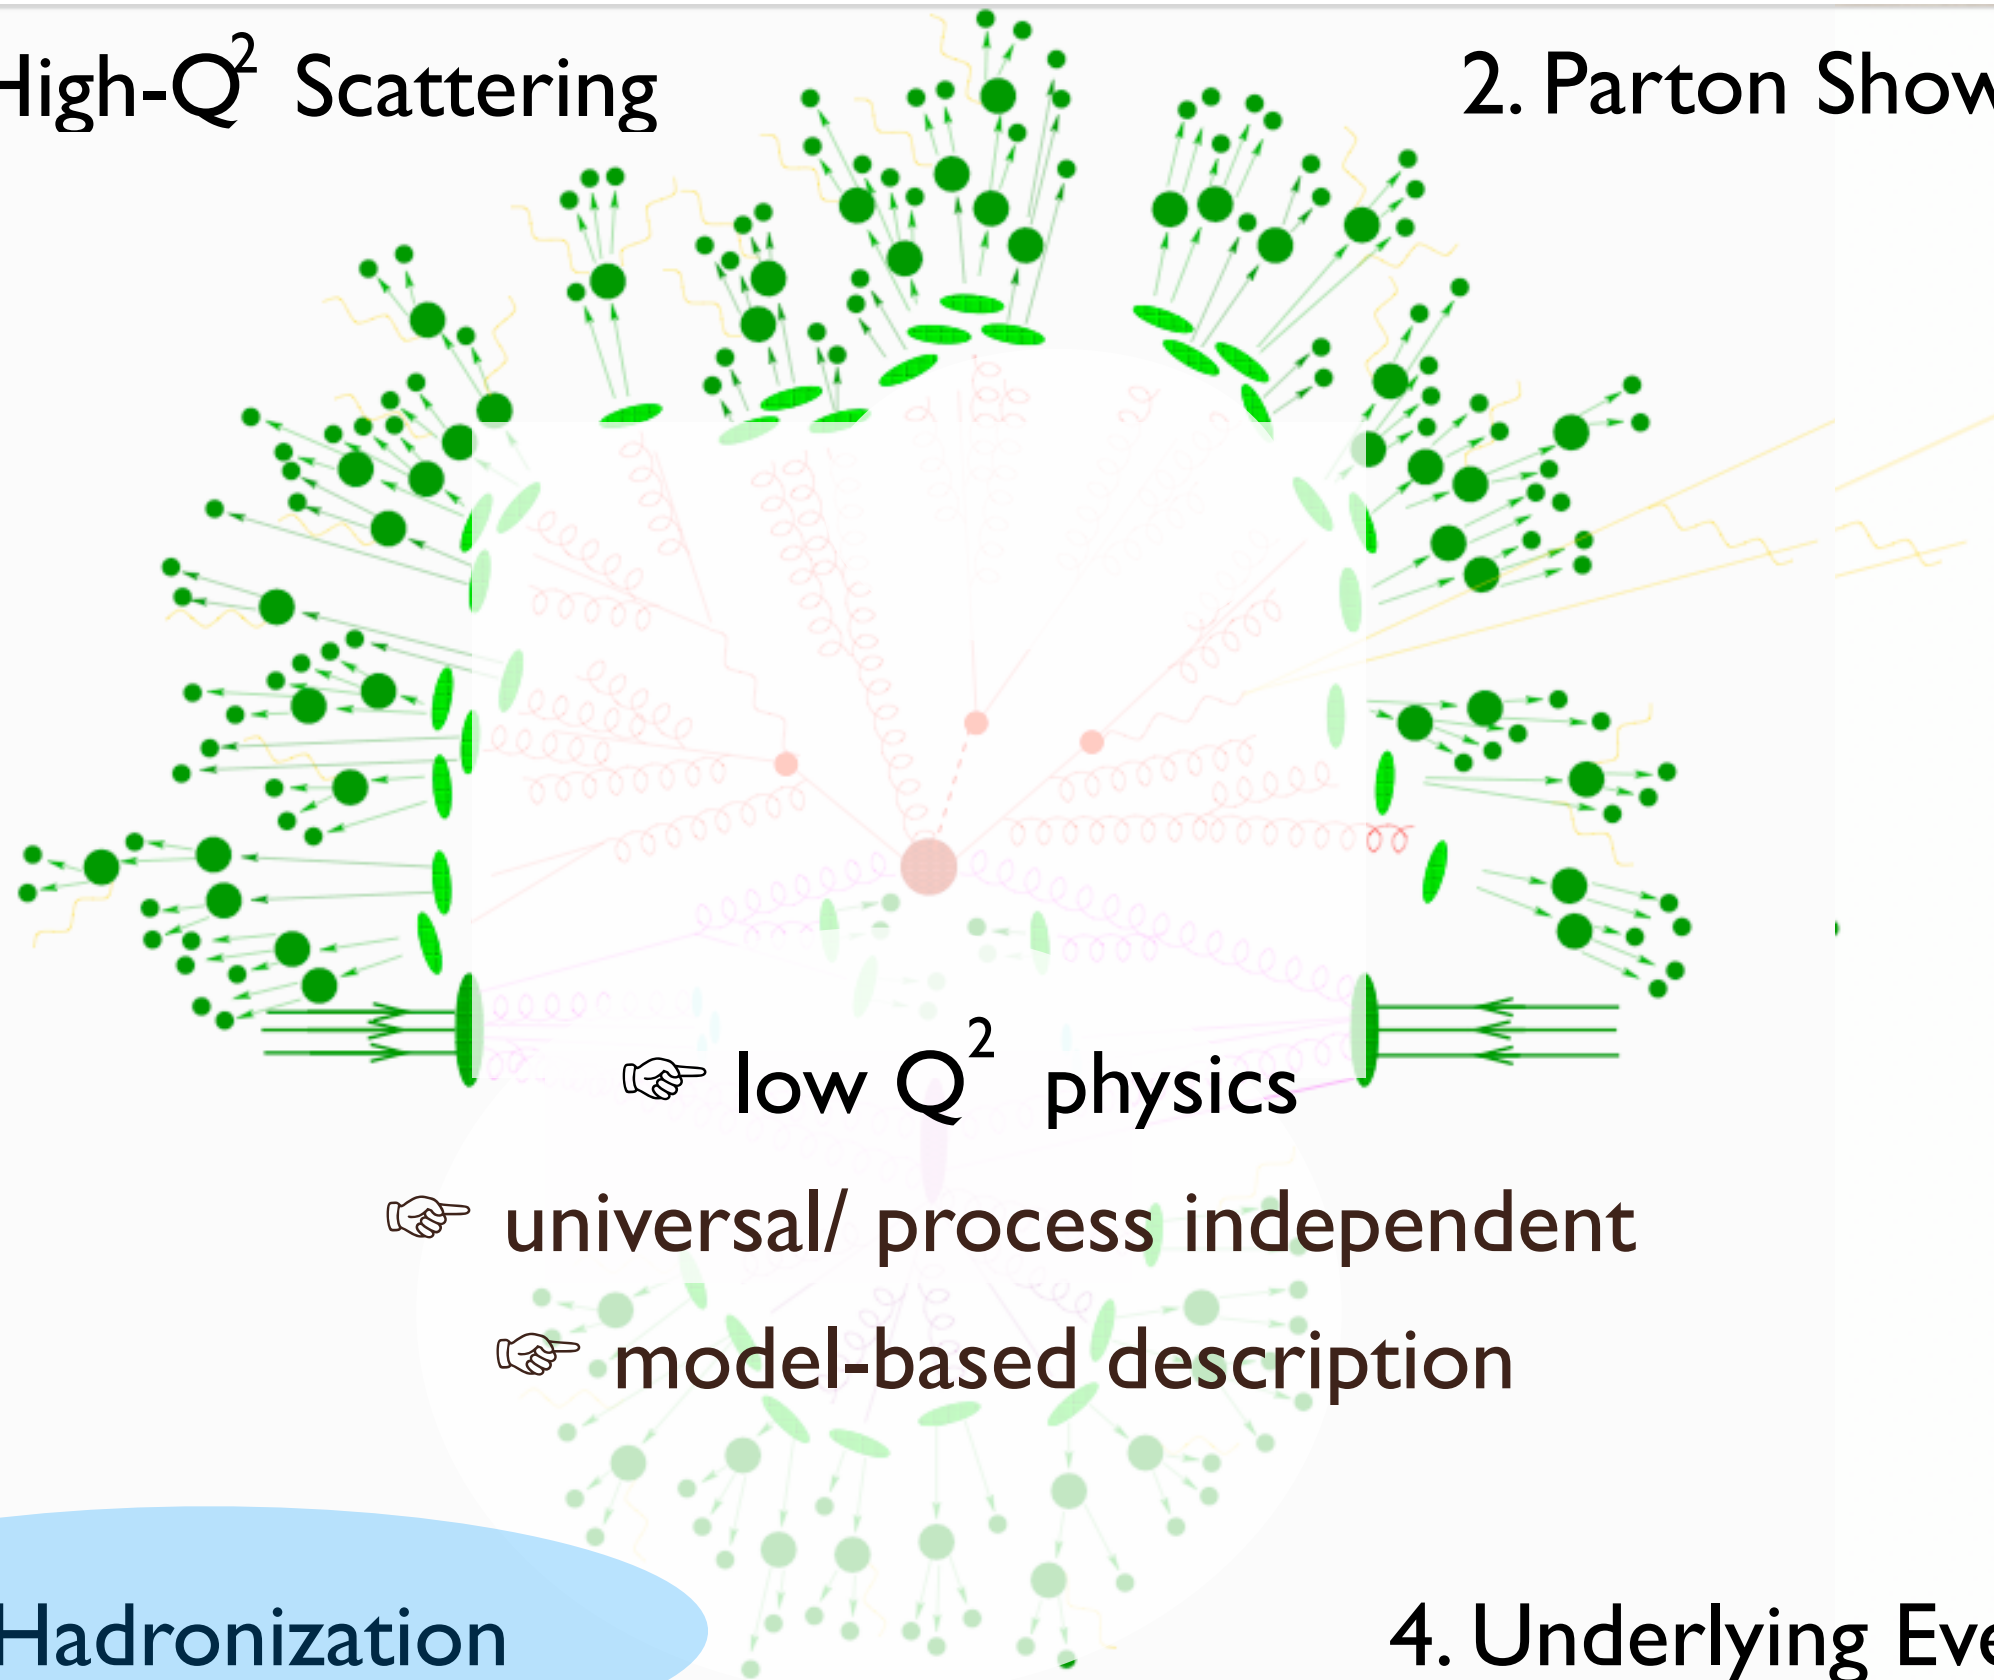 High-Q² Scattering
2. Parton Show
☞ low Q² physics
☞ universal/ process independent
☞ model-based description
Hadronization
4. Underlying Eve